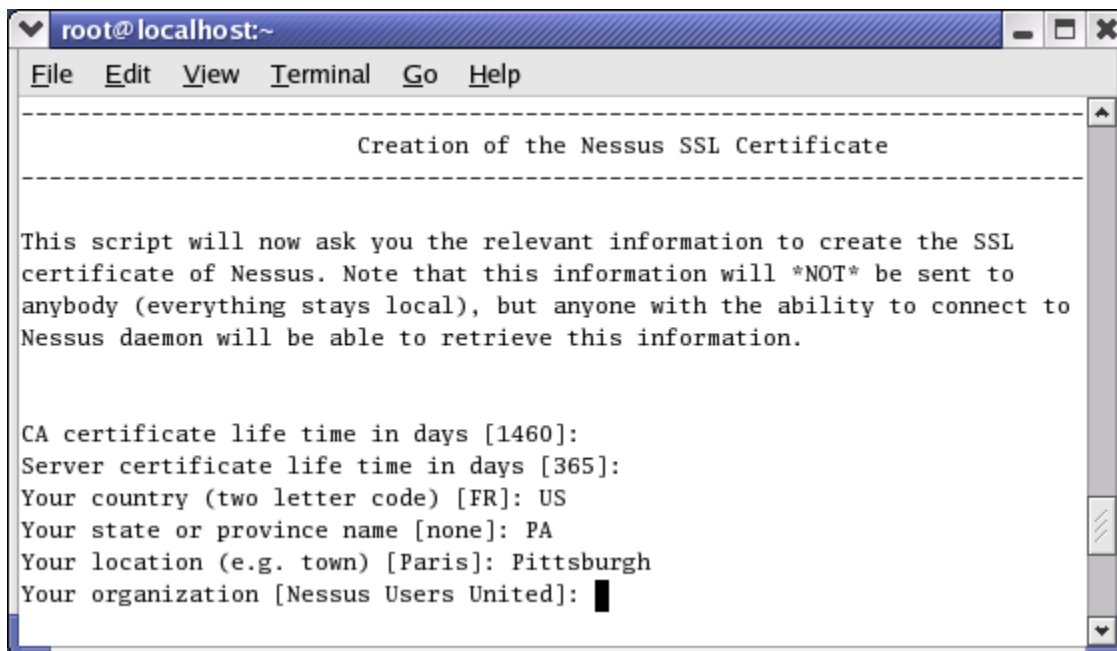 root@localhost:~
File Edit View Terminal Go Help
-----------------------------------------------------------------------------
Creation of the Nessus SSL Certificate
-----------------------------------------------------------------------------
This script will now ask you the relevant information to create the SSL
certificate of Nessus. Note that this information will *NOT* be sent to
anybody (everything stays local), but anyone with the ability to connect to
Nessus daemon will be able to retrieve this information.
CA certificate life time in days [1460]:
Server certificate life time in days [365]:
Your country (two letter code) [FR]: US
Your state or province name [none]: PA
Your location (e.g. town) [Paris]: Pittsburgh
Your organization [Nessus Users United]: